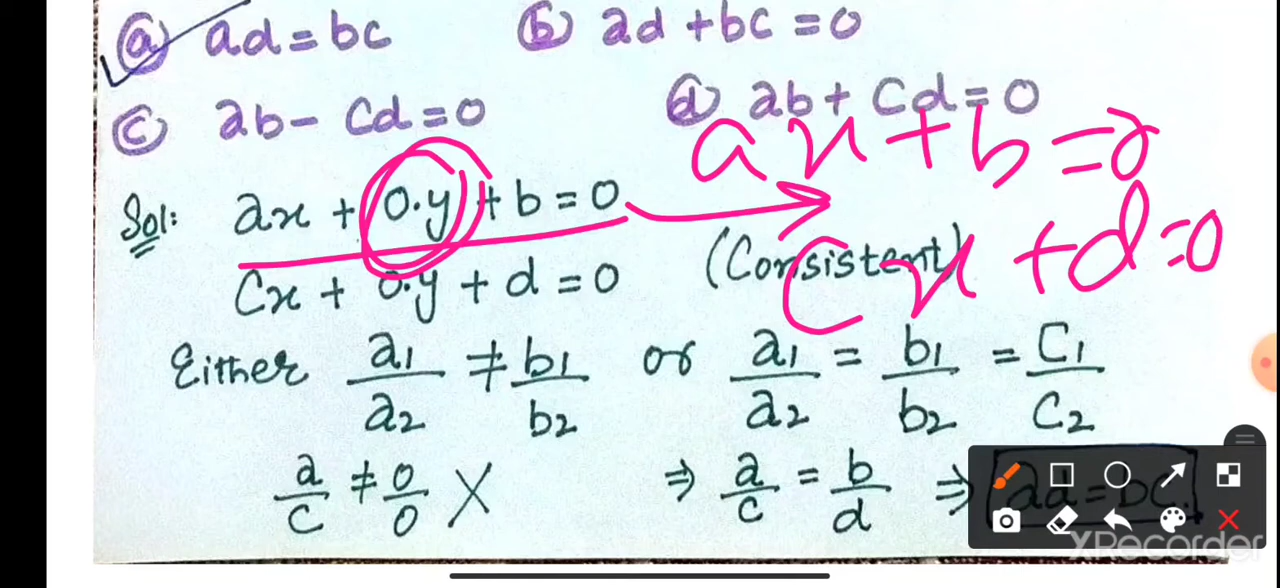 (a) ad = bc (b) ad + bc = 0
(c) ab - cd = 0 (d) ab + cd = 0
ax + b = 0
Sol: ax + 0.y + b = 0
cx + d = 0
cx + 0.y + d = 0 (Consistent)
Either a1/a2 ≠ b1/b2 or a1/a2 = b1/b2 = c1/c2
a/c ≠ 0/0 X ⇒ a/c = b/d ⇒ ad = bc
XRecorder